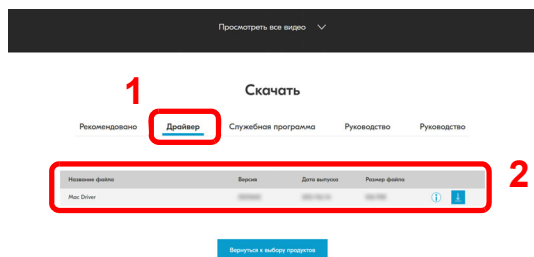 Просмотреть все видео
1
Скачать
Рекомендовано Драйвер Служебная программа Руководство Руководство
2
Название файла Версия Дата выпуска Размер файла
Mac Driver
Вернуться к выбору продуктов